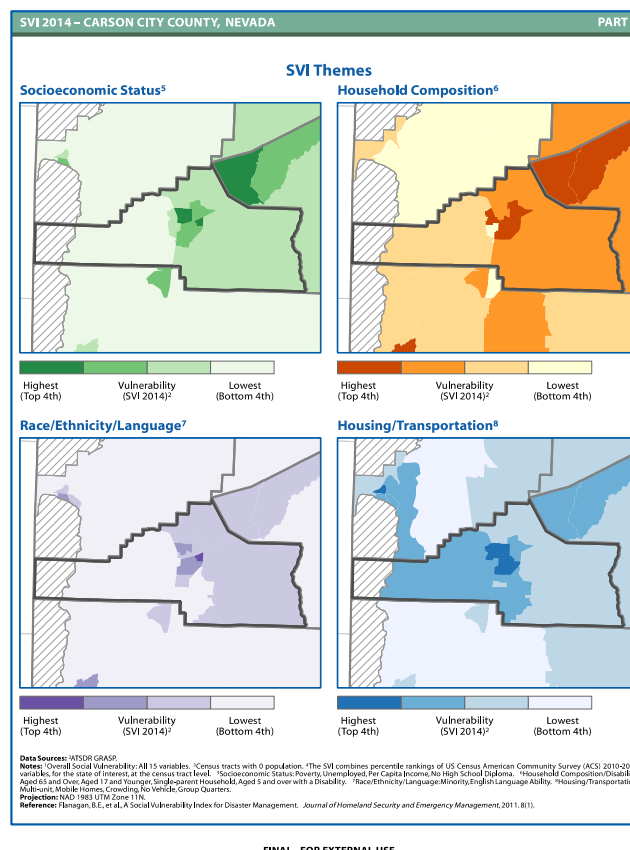 SVI 2014 – CARSON CITY COUNTY, NEVADA PART
SVI Themes
Socioeconomic Status⁵ Household Composition⁶
Highest (Top 4th) Vulnerability (SVI 2014)² Lowest (Bottom 4th)
Highest (Top 4th) Vulnerability (SVI 2014)² Lowest (Bottom 4th)
Race/Ethnicity/Language⁷ Housing/Transportation⁸
Highest (Top 4th) Vulnerability (SVI 2014)² Lowest (Bottom 4th)
Highest (Top 4th) Vulnerability (SVI 2014)² Lowest (Bottom 4th)
Data Sources: ²ATSDR GRASP.
Notes: ¹Overall Social Vulnerability: All 15 variables. ³Census tracts with 0 population. ⁴The SVI combines percentile rankings of US Census American Community Survey (ACS) 2010-20
variables, for the state of interest, at the census tract level. ⁵Socioeconomic Status: Poverty, Unemployed, Per Capita Income, No High School Diploma. ⁶Household Composition/Disabili
Aged 65 and Over, Aged 17 and Younger, Single-parent Household, Aged 5 and over with a Disability. ⁷Race/Ethnicity/Language: Minority, English Language Ability. ⁸Housing/Transportatio
Multi-unit, Mobile Homes, Crowding, No Vehicle, Group Quarters.
Projection: NAD 1983 UTM Zone 11N.
Reference: Flanagan, B.E., et al., A Social Vulnerability Index for Disaster Management. Journal of Homeland Security and Emergency Management, 2011. 8(1).
FINAL - FOR EXTERNAL USE